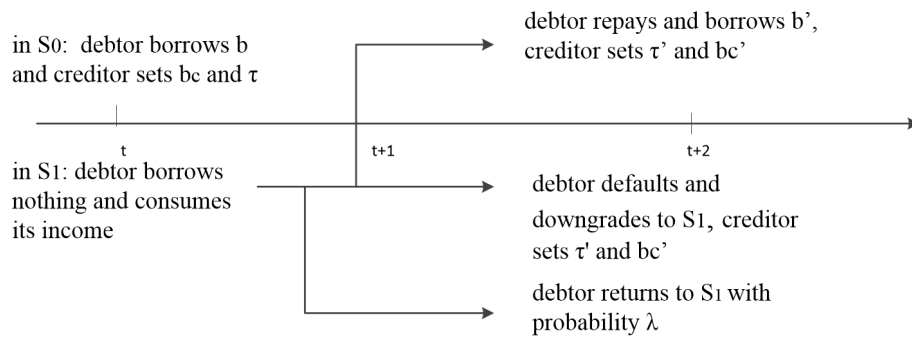 in S0: debtor borrows b
and creditor sets bc and τ
debtor repays and borrows b’,
creditor sets τ’ and bc’
t
t+1
t+2
in S1: debtor borrows
nothing and consumes
its income
debtor defaults and
downgrades to S1, creditor
sets τ' and bc’
debtor returns to S1 with
probability λ